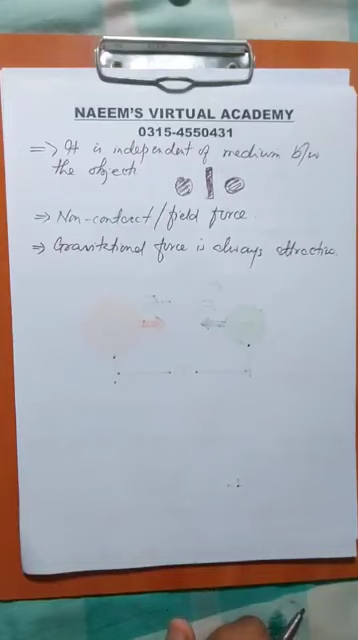 NAEEM'S VIRTUAL ACADEMY
0315-4550431
=> It is independent of medium b/w
the object
=> Non-contact / field force.
=> Gravitational force is always attractive.